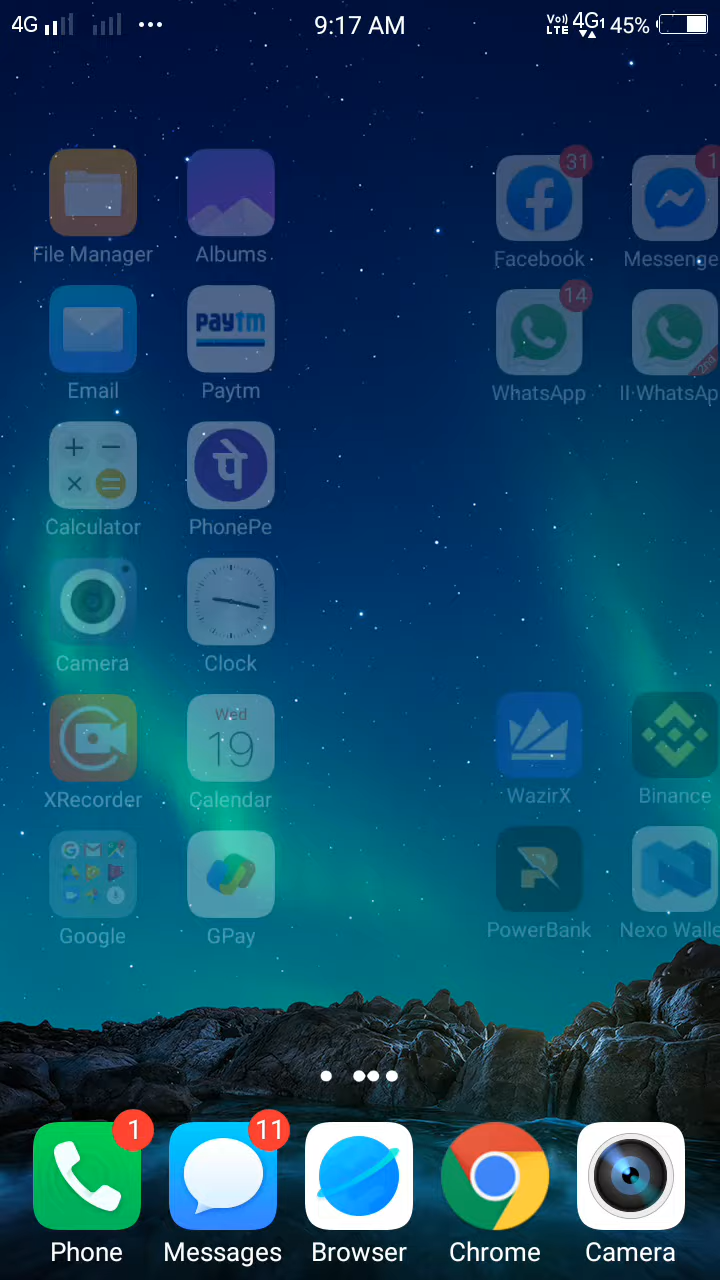 4G 9:17 AM Vo)) LTE 4G1 45%
31 1
File Manager Albums Facebook Messenge
paytm 14 2nd
Email Paytm WhatsApp II·WhatsAp
पे
Calculator PhonePe
Camera Clock
Wed
19
XRecorder Calendar WazirX Binance
Google GPay PowerBank Nexo Walle
1 11
Phone Messages Browser Chrome Camera